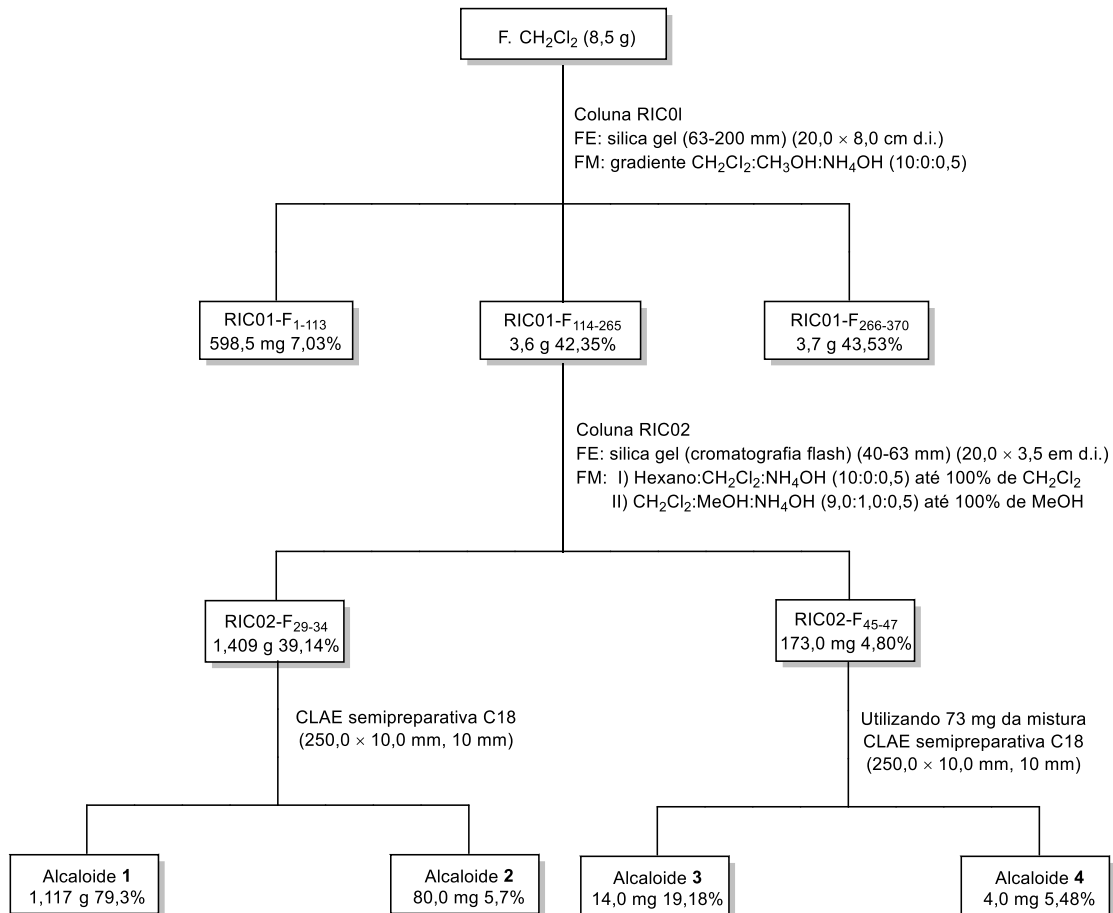 F. CH₂Cl₂ (8,5 g)
Coluna RIC0l
FE: silica gel (63-200 mm) (20,0 × 8,0 cm d.i.)
FM: gradiente CH₂Cl₂:CH₃OH:NH₄OH (10:0:0,5)
RIC01-F₁₋₁₁₃
598,5 mg 7,03%
RIC01-F₁₁₄₋₂₆₅
3,6 g 42,35%
RIC01-F₂₆₆₋₃₇₀
3,7 g 43,53%
Coluna RIC02
FE: silica gel (cromatografia flash) (40-63 mm) (20,0 × 3,5 em d.i.)
FM: I) Hexano:CH₂Cl₂:NH₄OH (10:0:0,5) até 100% de CH₂Cl₂
II) CH₂Cl₂:MeOH:NH₄OH (9,0:1,0:0,5) até 100% de MeOH
RIC02-F₂₉₋₃₄
1,409 g 39,14%
RIC02-F₄₅₋₄₇
173,0 mg 4,80%
CLAE semipreparativa C18
(250,0 × 10,0 mm, 10 mm)
Utilizando 73 mg da mistura
CLAE semipreparativa C18
(250,0 × 10,0 mm, 10 mm)
Alcaloide 1
1,117 g 79,3%
Alcaloide 2
80,0 mg 5,7%
Alcaloide 3
14,0 mg 19,18%
Alcaloide 4
4,0 mg 5,48%